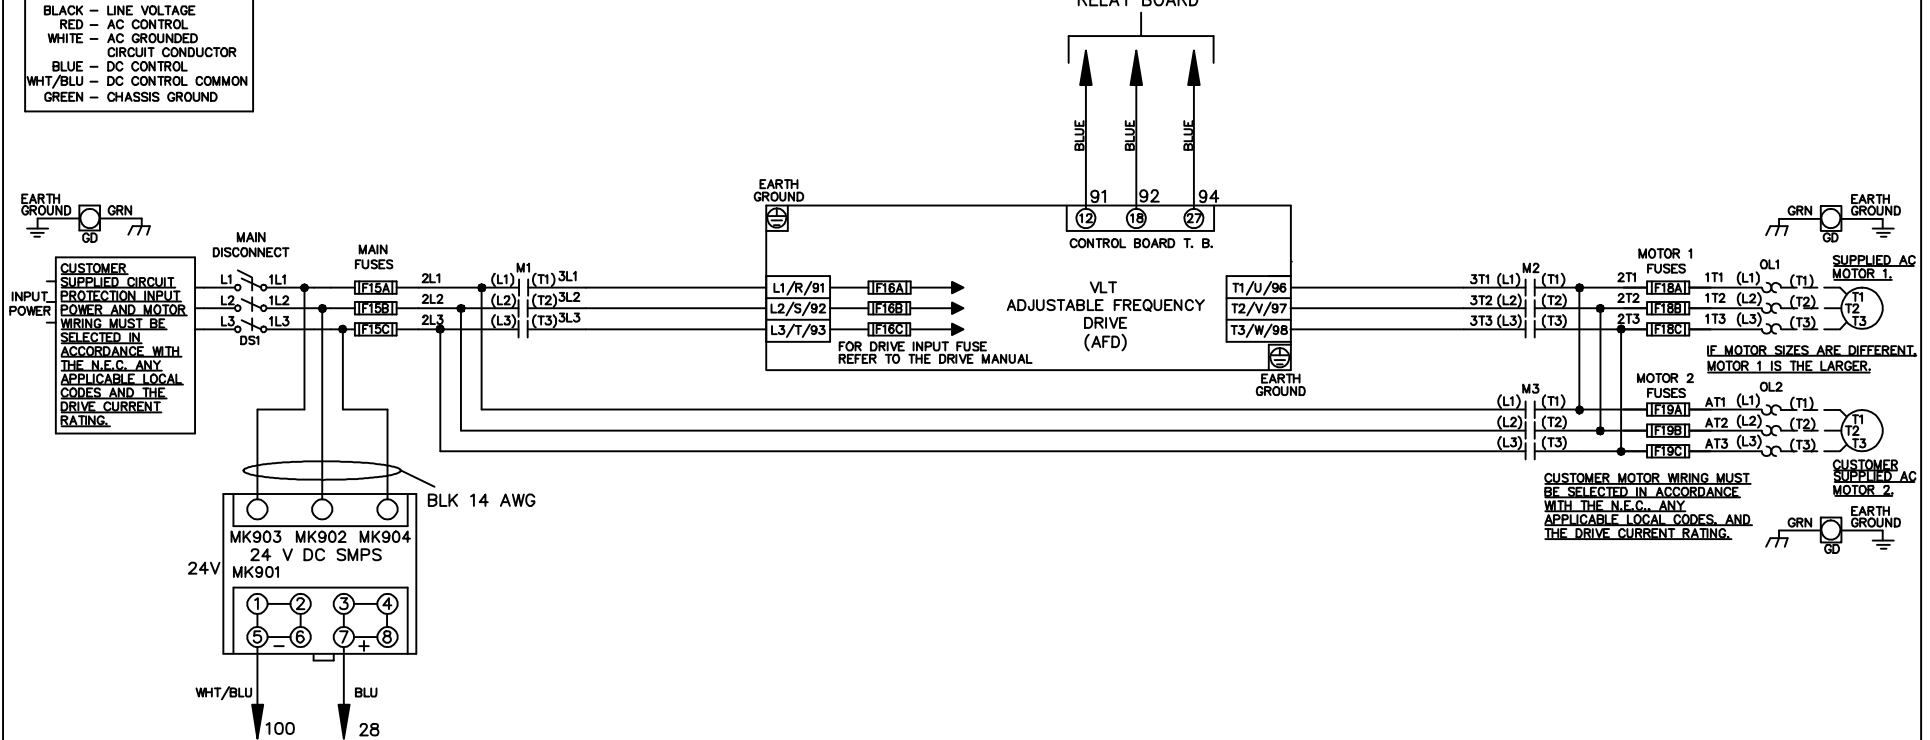 RELAY BOARD
BLACK – LINE VOLTAGE
RED – AC CONTROL
WHITE – AC GROUNDED
CIRCUIT CONDUCTOR
BLUE – DC CONTROL
WHT/BLU – DC CONTROL COMMON
GREEN – CHASSIS GROUND
BLUE
BLUE
BLUE
91
92
94
12
18
27
CONTROL BOARD T. B.
EARTH
GROUND
GRN
GD
INPUT
POWER
CUSTOMER
SUPPLIED CIRCUIT
PROTECTION INPUT
POWER AND MOTOR
WIRING MUST BE
SELECTED IN
ACCORDANCE WITH
THE N.E.C. ANY
APPLICABLE LOCAL
CODES AND THE
DRIVE CURRENT
RATING.
MAIN
DISCONNECT
L1
1L1
L2
1L2
L3
1L3
DS1
MAIN
FUSES
F15A
F15B
F15C
2L1
2L2
2L3
M1
(L1)
(T1)
3L1
(L2)
(T2)
3L2
(L3)
(T3)
3L3
EARTH
GROUND
L1/R/91
L2/S/92
L3/T/93
F16A
F16B
F16C
FOR DRIVE INPUT FUSE
REFER TO THE DRIVE MANUAL
VLT
ADJUSTABLE FREQUENCY
DRIVE
(AFD)
T1/U/96
T2/V/97
T3/W/98
EARTH
GROUND
M2
3T1 (L1)
(T1)
3T2 (L2)
(T2)
3T3 (L3)
(T3)
MOTOR 1
FUSES
2T1
F18A
1T1
(L1)
2T2
F18B
1T2
(L2)
2T3
F18C
1T3
(L3)
OL1
(T1)
(T2)
(T3)
T1
T2
T3
GRN
EARTH
GROUND
GD
SUPPLIED AC
MOTOR 1.
IF MOTOR SIZES ARE DIFFERENT,
MOTOR 1 IS THE LARGER.
M3
(L1)
(T1)
(L2)
(T2)
(L3)
(T3)
MOTOR 2
FUSES
F19A
AT1
(L1)
F19B
AT2
(L2)
F19C
AT3
(L3)
OL2
(T1)
(T2)
(T3)
T1
T2
T3
CUSTOMER
SUPPLIED AC
MOTOR 2.
CUSTOMER MOTOR WIRING MUST
BE SELECTED IN ACCORDANCE
WITH THE N.E.C., ANY
APPLICABLE LOCAL CODES, AND
THE DRIVE CURRENT RATING.
GRN
EARTH
GROUND
GD
BLK 14 AWG
MK903 MK902 MK904
24 V DC SMPS
24V
MK901
1
2
3
4
5
6
7
8
–
+
WHT/BLU
BLU
100
28